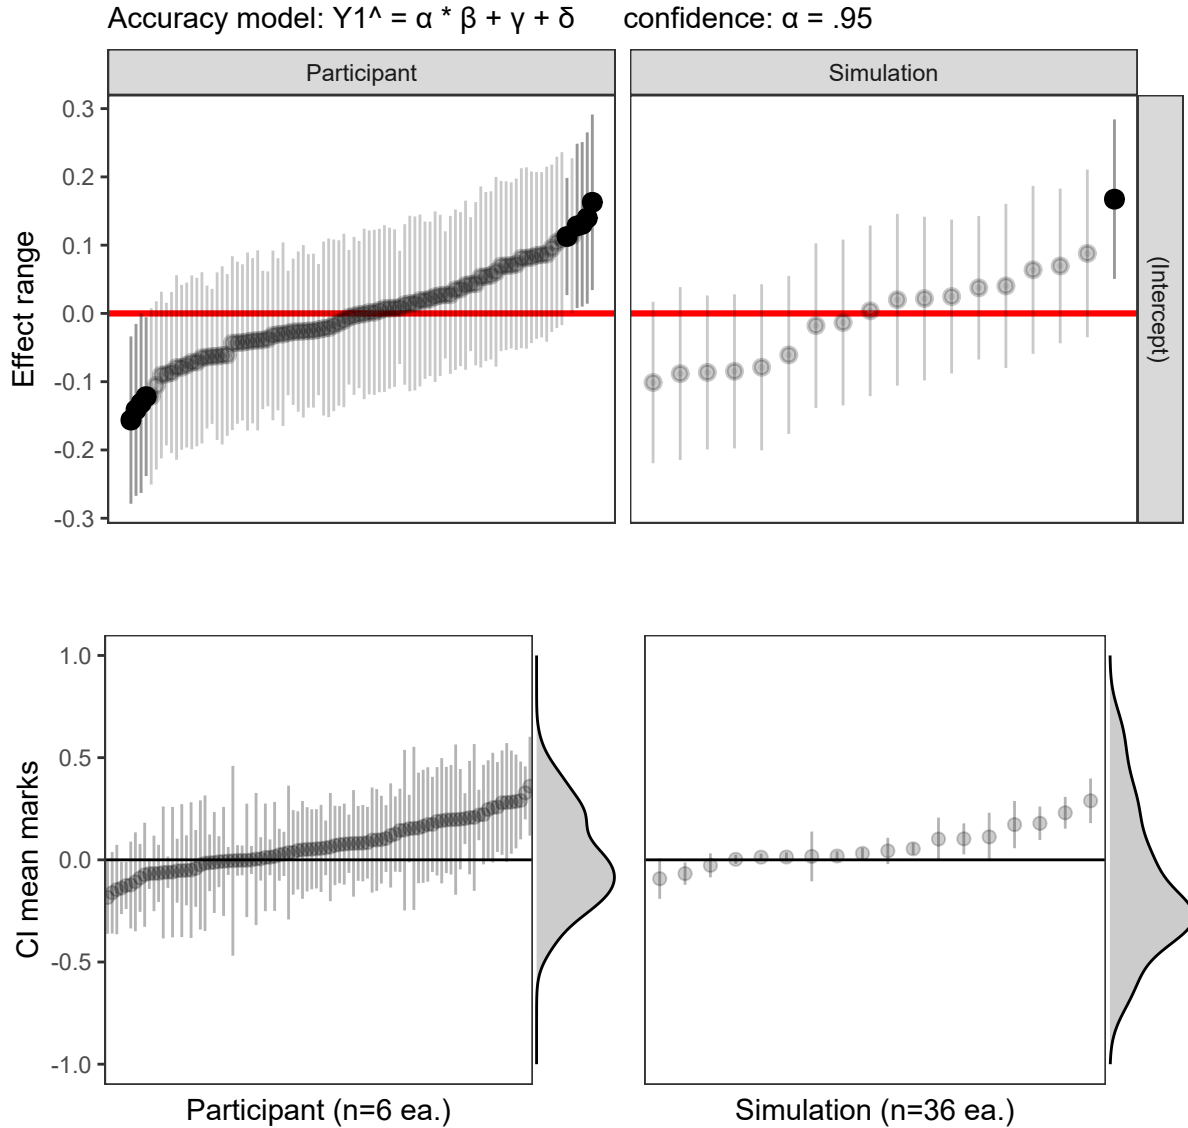 Accuracy model: Y1^ = α * β + γ + δ confidence: α = .95
Participant
Simulation
0.3
0.2
0.1
0.0
-0.1
-0.2
-0.3
Effect range
(Intercept)
1.0
0.5
0.0
-0.5
-1.0
CI mean marks
Participant (n=6 ea.)
Simulation (n=36 ea.)